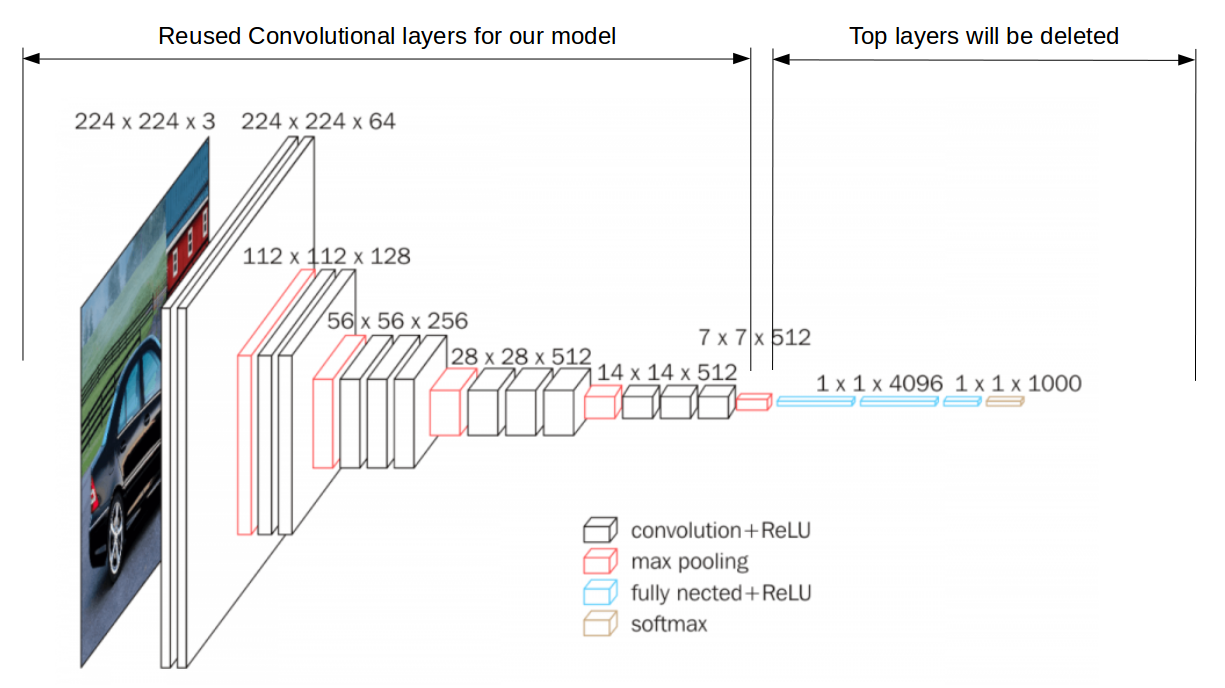 Reused Convolutional layers for our model
Top layers will be deleted
224 x 224 x 3
224 x 224 x 64
112 x 112 x 128
56 x 56 x 256
28 x 28 x 512
14 x 14 x 512
7 x 7 x 512
1 x 1 x 4096
1 x 1 x 1000
convolution+ReLU
max pooling
fully nected+ReLU
softmax